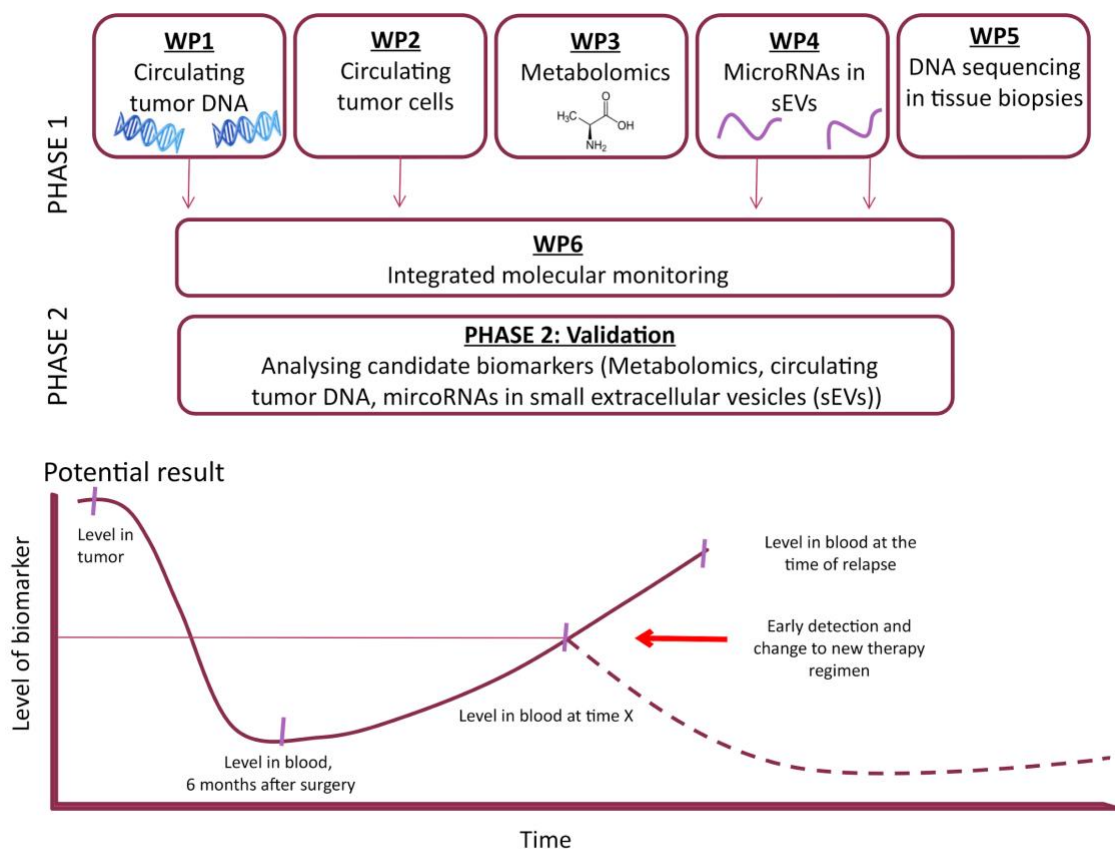 PHASE 1
WP1
Circulating
tumor DNA
WP2
Circulating
tumor cells
WP3
Metabolomics
H₃C
O
OH
NH₂
WP4
MicroRNAs in
sEVs
WP5
DNA sequencing
in tissue biopsies
WP6
Integrated molecular monitoring
PHASE 2
PHASE 2: Validation
Analysing candidate biomarkers (Metabolomics, circulating
tumor DNA, mircoRNAs in small extracellular vesicles (sEVs))
Potential result
Level of biomarker
Level in
tumor
Level in blood,
6 months after surgery
Level in blood at time X
Level in blood at the
time of relapse
Early detection and
change to new therapy
regimen
Time